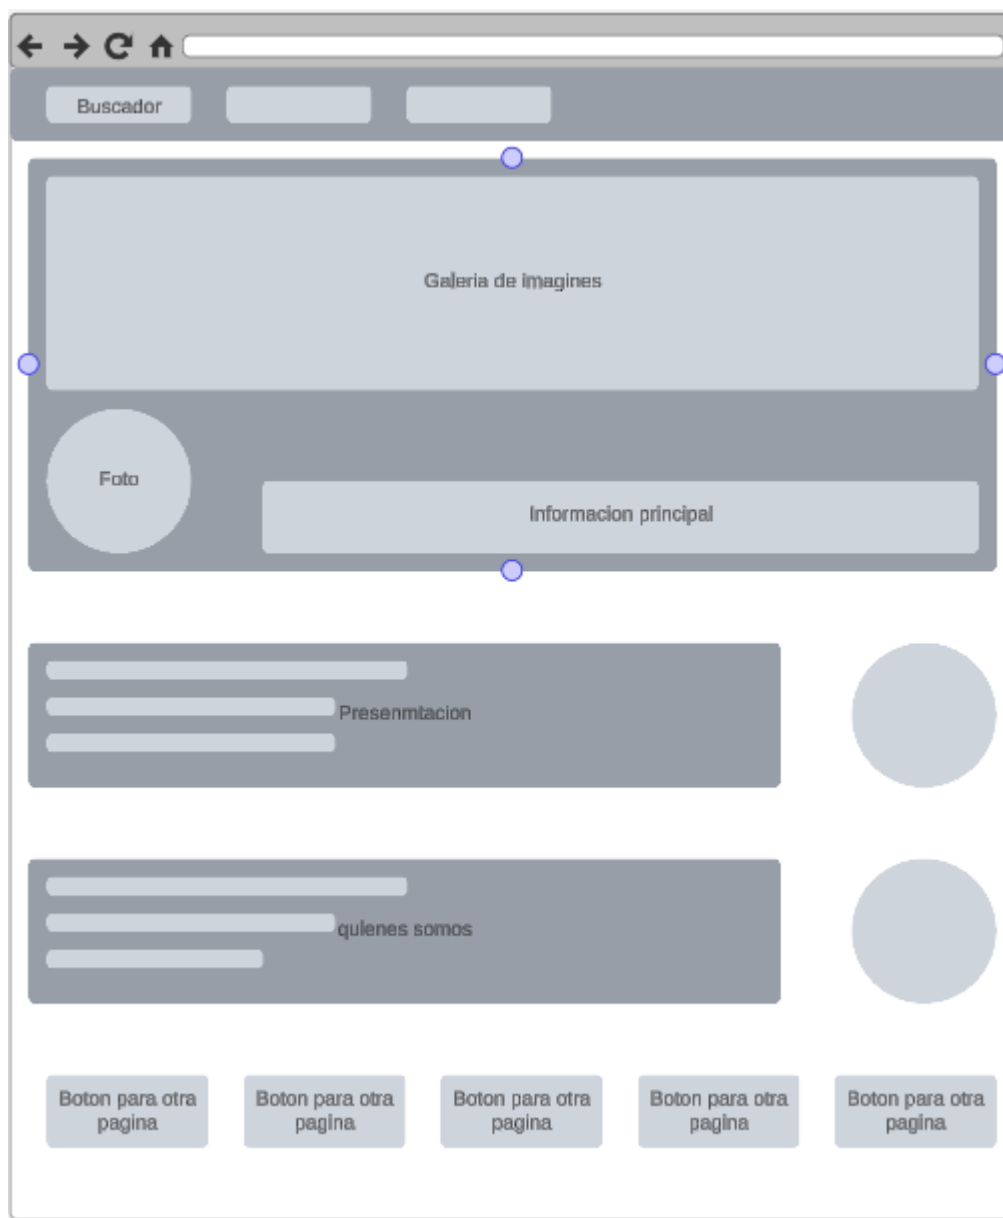 Buscador
Galeria de imagines
Foto
Informacion principal
Presenmtacion
quienes somos
Boton para otra
pagina
Boton para otra
pagina
Boton para otra
pagina
Boton para otra
pagina
Boton para otra
pagina